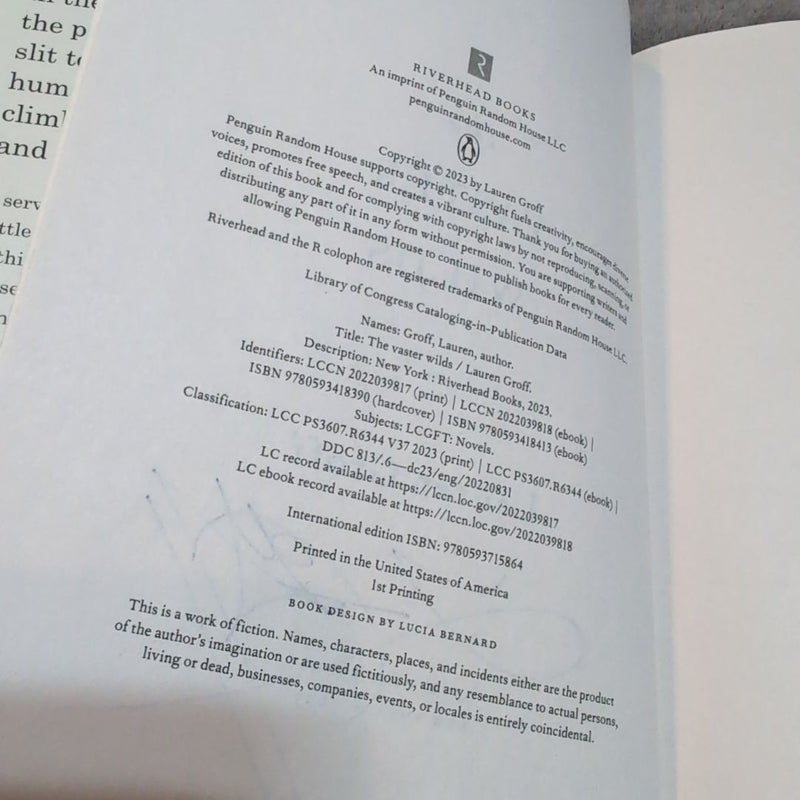 the p
slit t
hum
clim
and
serv
ttle
thi
se
RIVERHEAD BOOKS
An imprint of Penguin Random House LLC
penguinrandomhouse.com
Copyright © 2023 by Lauren Groff
Penguin Random House supports copyright. Copyright fuels creativity, encourages diverse
voices, promotes free speech, and creates a vibrant culture. Thank you for buying an authorized
edition of this book and for complying with copyright laws by not reproducing, scanning, or
distributing any part of it in any form without permission. You are supporting writers and
allowing Penguin Random House to continue to publish books for every reader.
Riverhead and the R colophon are registered trademarks of Penguin Random House LLC.
Library of Congress Cataloging-in-Publication Data
Names: Groff, Lauren, author.
Title: The vaster wilds / Lauren Groff.
Description: New York : Riverhead Books, 2023.
Identifiers: LCCN 2022039817 (print) | LCCN 2022039818 (ebook) |
ISBN 9780593418390 (hardcover) | ISBN 9780593418413 (ebook)
Subjects: LCGFT: Novels.
Classification: LCC PS3607.R6344 V37 2023 (print) | LCC PS3607.R6344 (ebook) |
DDC 813/.6—dc23/eng/20220831
LC record available at https://lccn.loc.gov/2022039817
LC ebook record available at https://lccn.loc.gov/2022039818
International edition ISBN: 9780593715864
Printed in the United States of America
1st Printing
BOOK DESIGN BY LUCIA BERNARD
This is a work of fiction. Names, characters, places, and incidents either are the product
of the author's imagination or are used fictitiously, and any resemblance to actual persons,
living or dead, businesses, companies, events, or locales is entirely coincidental.